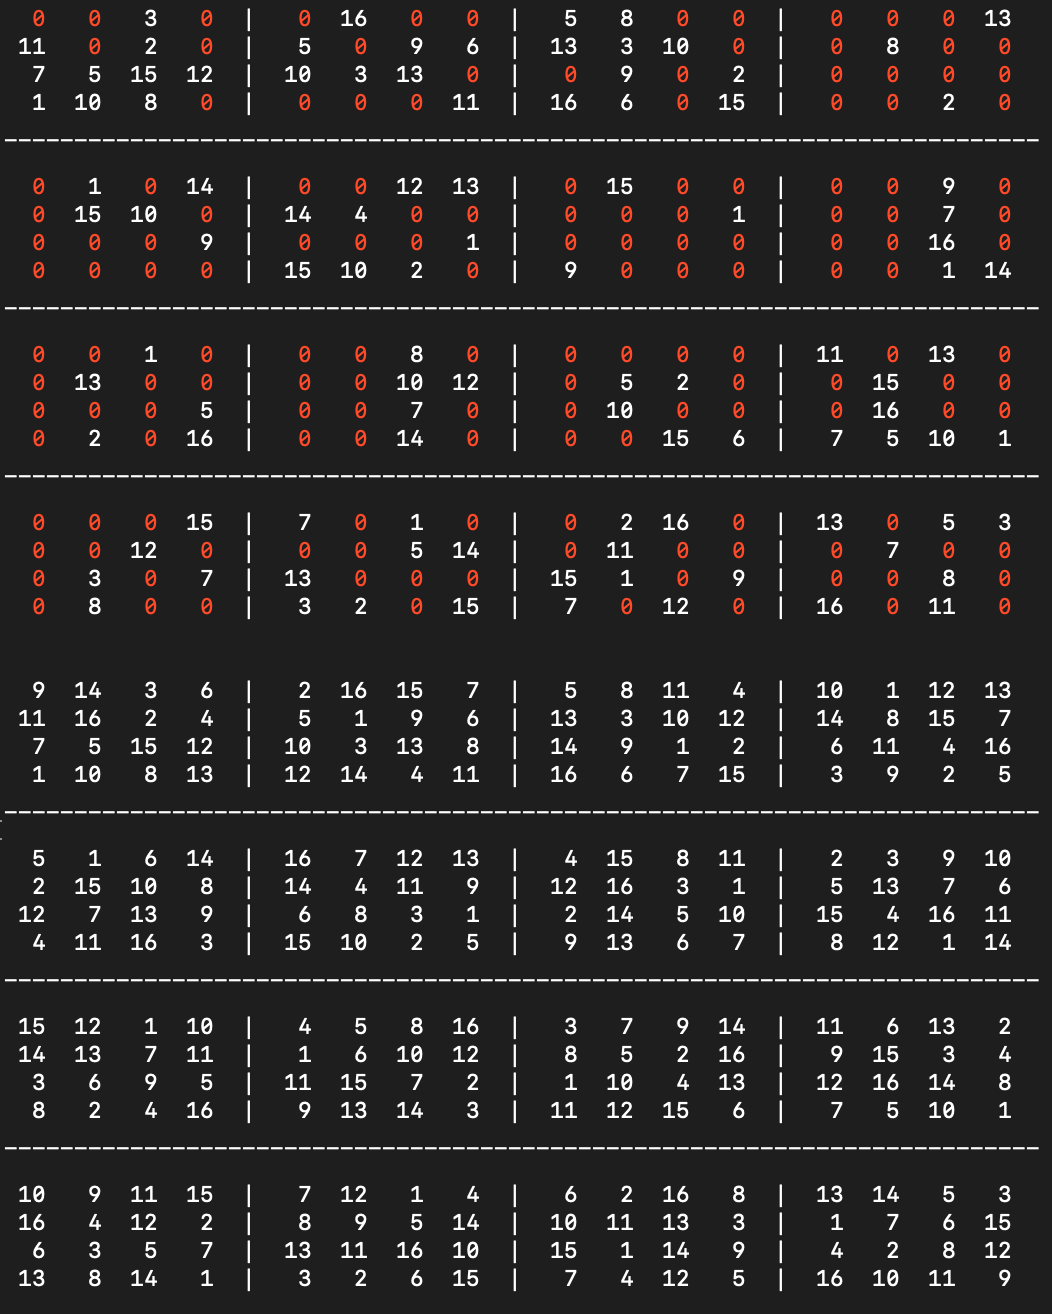 0 0 3 0 | 0 16 0 0 | 5 8 0 0 | 0 0 0 13
11 0 2 0 | 5 0 9 6 | 13 3 10 0 | 0 8 0 0
7 5 15 12 | 10 3 13 0 | 0 9 0 2 | 0 0 0 0
1 10 8 0 | 0 0 0 11 | 16 6 0 15 | 0 0 2 0
--------------------------------------------------------------------------
0 1 0 14 | 0 0 12 13 | 0 15 0 0 | 0 0 9 0
0 15 10 0 | 14 4 0 0 | 0 0 0 1 | 0 0 7 0
0 0 0 9 | 0 0 0 1 | 0 0 0 0 | 0 0 16 0
0 0 0 0 | 15 10 2 0 | 9 0 0 0 | 0 0 1 14
--------------------------------------------------------------------------
0 0 1 0 | 0 0 8 0 | 0 0 0 0 | 11 0 13 0
0 13 0 0 | 0 0 10 12 | 0 5 2 0 | 0 15 0 0
0 0 0 5 | 0 0 7 0 | 0 10 0 0 | 0 16 0 0
0 2 0 16 | 0 0 14 0 | 0 0 15 6 | 7 5 10 1
--------------------------------------------------------------------------
0 0 0 15 | 7 0 1 0 | 0 2 16 0 | 13 0 5 3
0 0 12 0 | 0 0 5 14 | 0 11 0 0 | 0 7 0 0
0 3 0 7 | 13 0 0 0 | 15 1 0 9 | 0 0 8 0
0 8 0 0 | 3 2 0 15 | 7 0 12 0 | 16 0 11 0
9 14 3 6 | 2 16 15 7 | 5 8 11 4 | 10 1 12 13
11 16 2 4 | 5 1 9 6 | 13 3 10 12 | 14 8 15 7
7 5 15 12 | 10 3 13 8 | 14 9 1 2 | 6 11 4 16
1 10 8 13 | 12 14 4 11 | 16 6 7 15 | 3 9 2 5
--------------------------------------------------------------------------
5 1 6 14 | 16 7 12 13 | 4 15 8 11 | 2 3 9 10
2 15 10 8 | 14 4 11 9 | 12 16 3 1 | 5 13 7 6
12 7 13 9 | 6 8 3 1 | 2 14 5 10 | 15 4 16 11
4 11 16 3 | 15 10 2 5 | 9 13 6 7 | 8 12 1 14
--------------------------------------------------------------------------
15 12 1 10 | 4 5 8 16 | 3 7 9 14 | 11 6 13 2
14 13 7 11 | 1 6 10 12 | 8 5 2 16 | 9 15 3 4
3 6 9 5 | 11 15 7 2 | 1 10 4 13 | 12 16 14 8
8 2 4 16 | 9 13 14 3 | 11 12 15 6 | 7 5 10 1
--------------------------------------------------------------------------
10 9 11 15 | 7 12 1 4 | 6 2 16 8 | 13 14 5 3
16 4 12 2 | 8 9 5 14 | 10 11 13 3 | 1 7 6 15
6 3 5 7 | 13 11 16 10 | 15 1 14 9 | 4 2 8 12
13 8 14 1 | 3 2 6 15 | 7 4 12 5 | 16 10 11 9